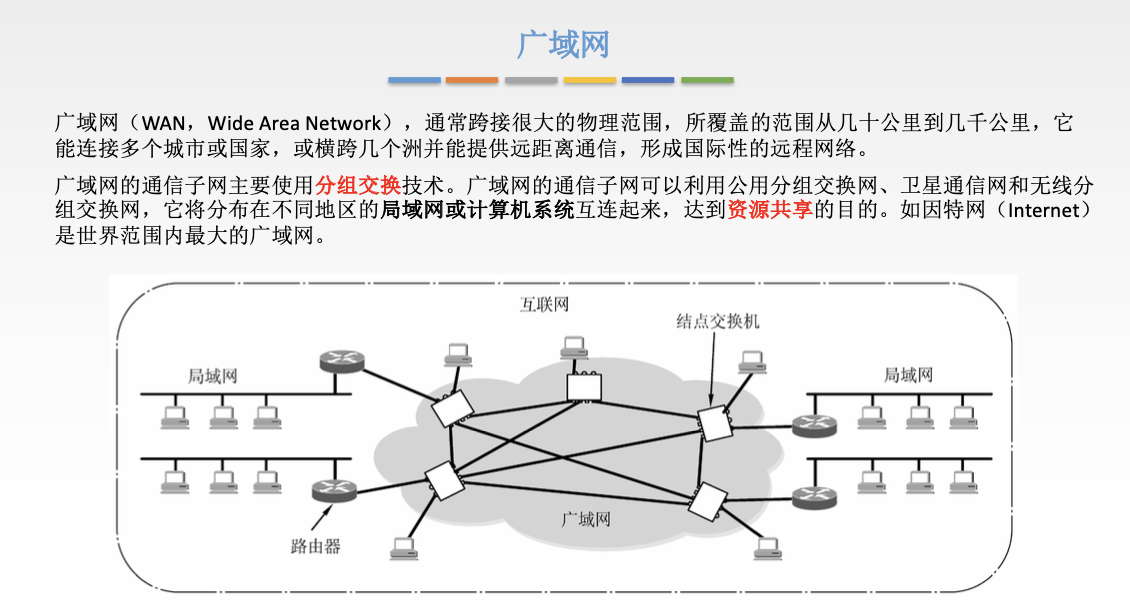 广域网
广域网（WAN，Wide Area Network），通常跨接很大的物理范围，所覆盖的范围从几十公里到几千公里，它
能连接多个城市或国家，或横跨几个洲并能提供远距离通信，形成国际性的远程网络。
广域网的通信子网主要使用分组交换技术。广域网的通信子网可以利用公用分组交换网、卫星通信网和无线分
组交换网，它将分布在不同地区的局域网或计算机系统互连起来，达到资源共享的目的。如因特网（Internet）
是世界范围内最大的广域网。
互联网
结点交换机
局域网
局域网
广域网
路由器